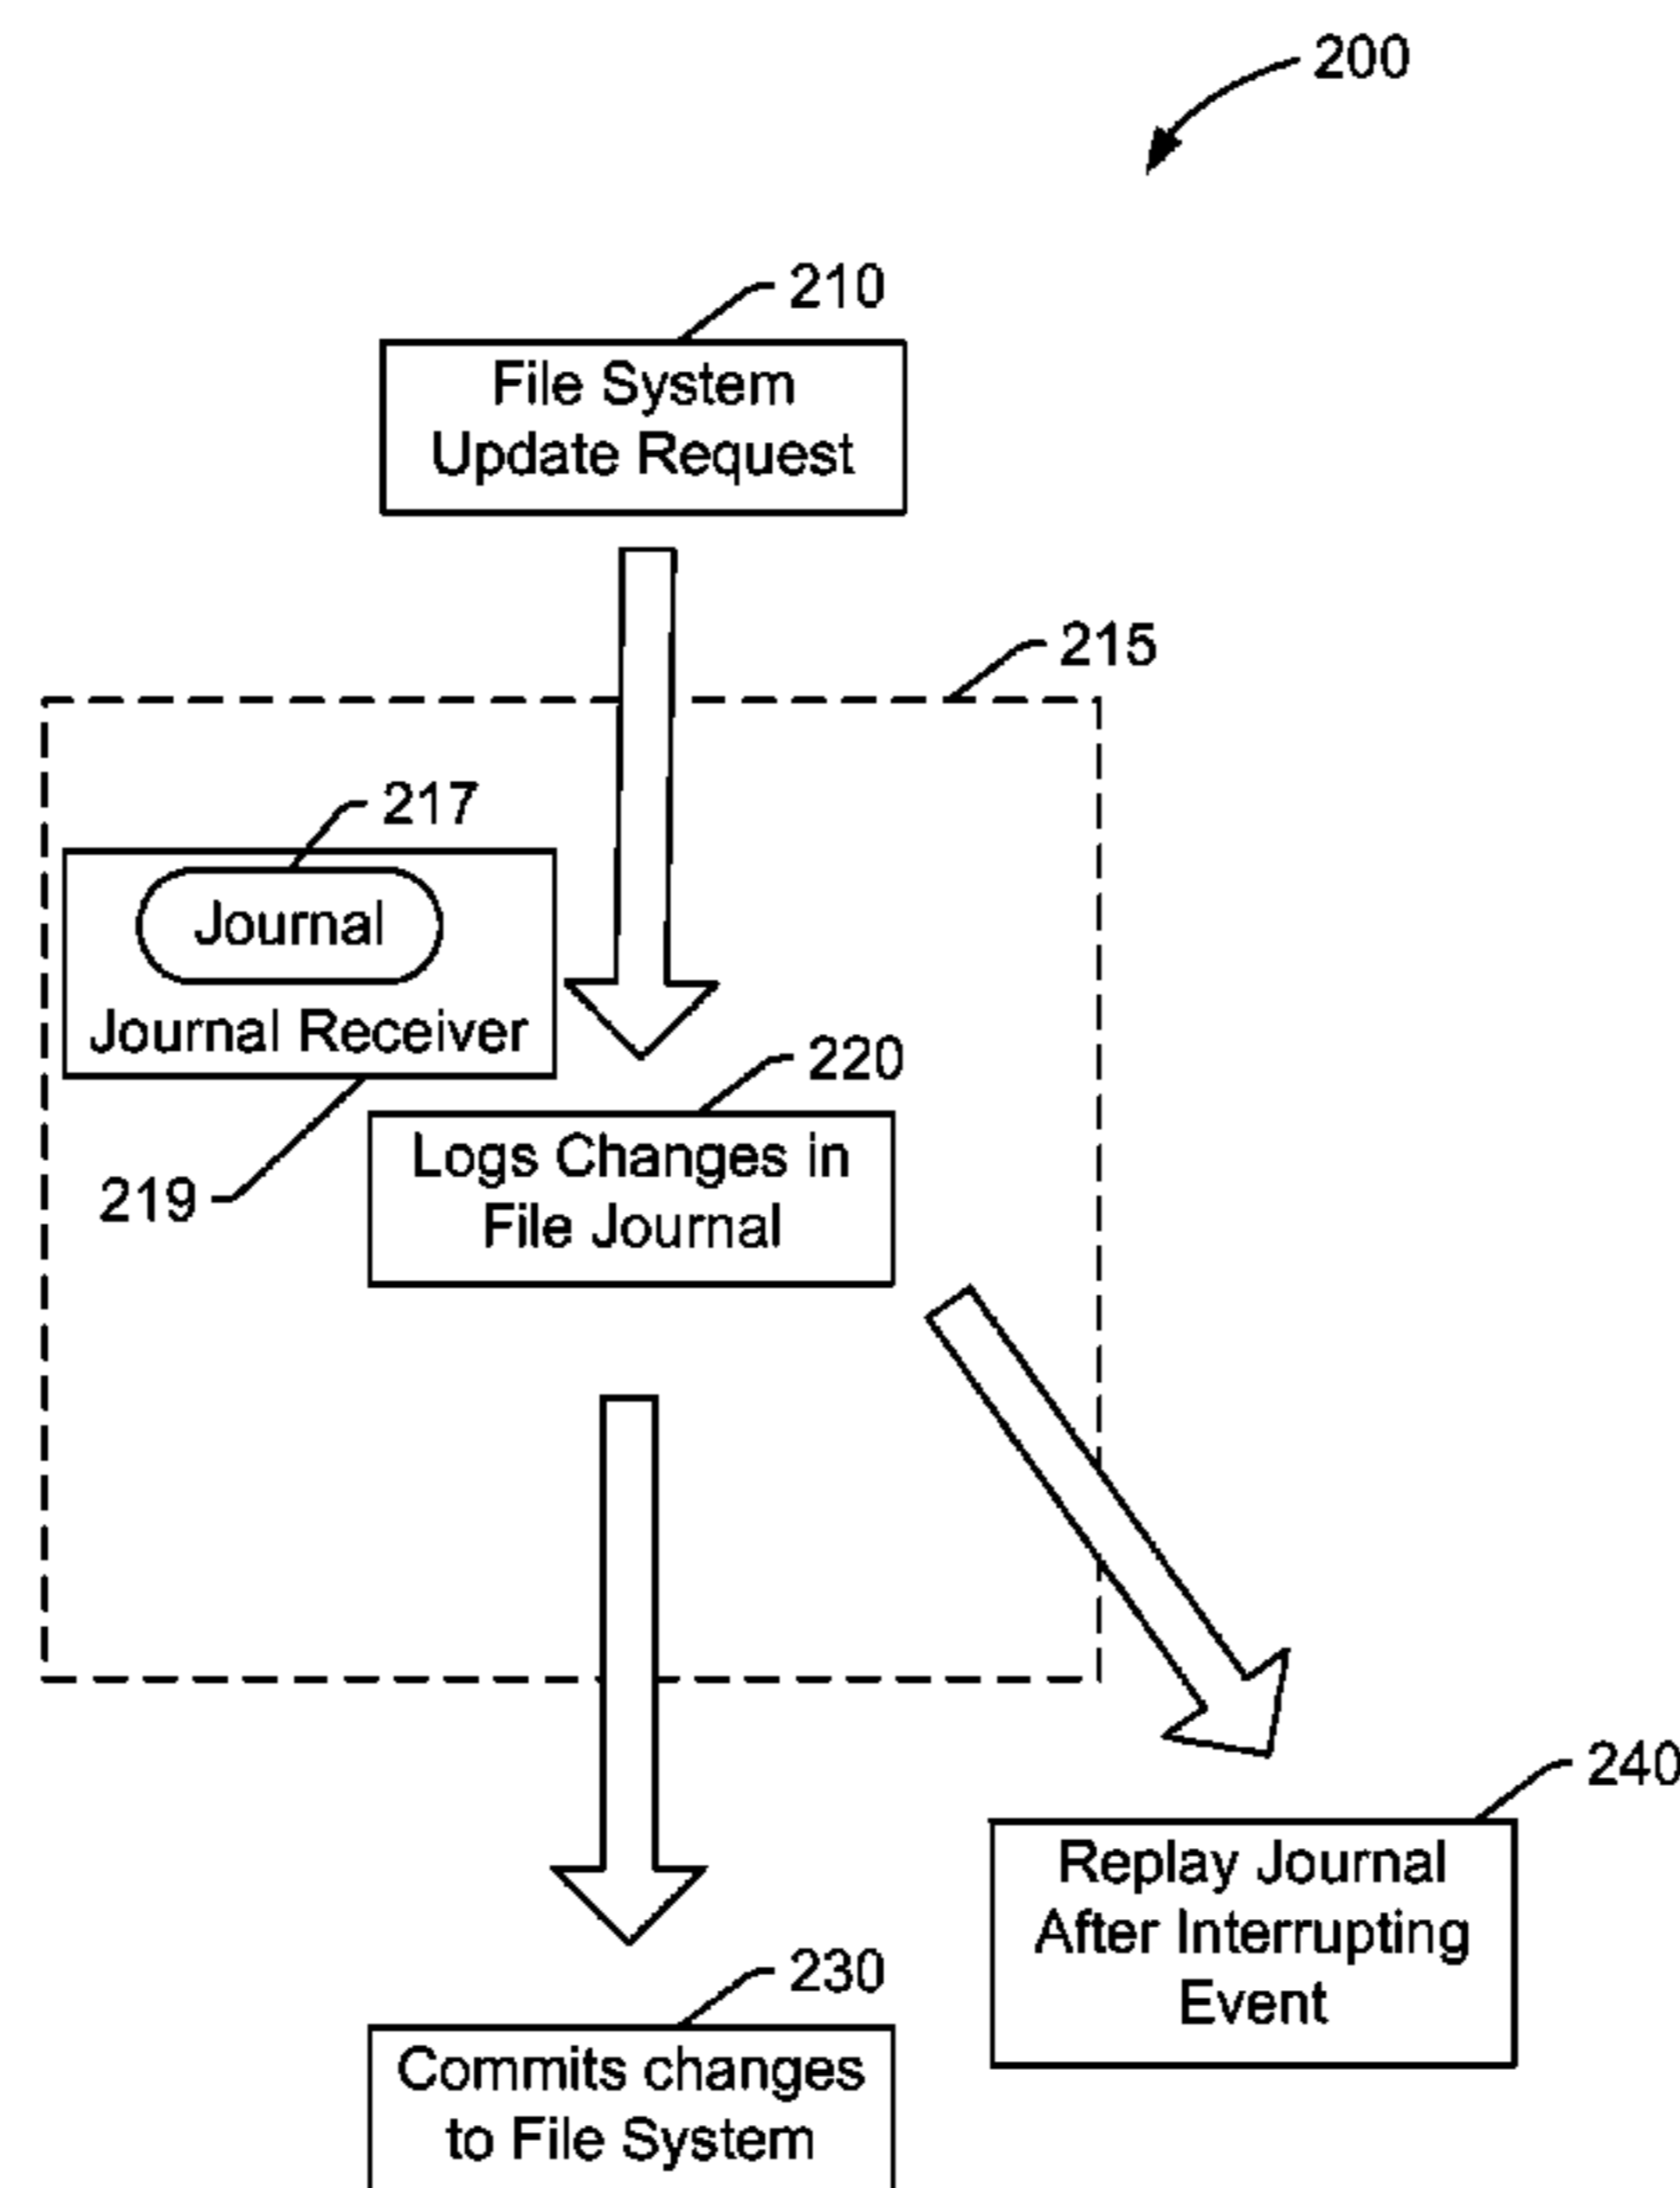 200
210
File System
Update Request
215
217
Journal
Journal Receiver
220
219
Logs Changes in
File Journal
240
Replay Journal
After Interrupting
Event
230
Commits changes
to File System